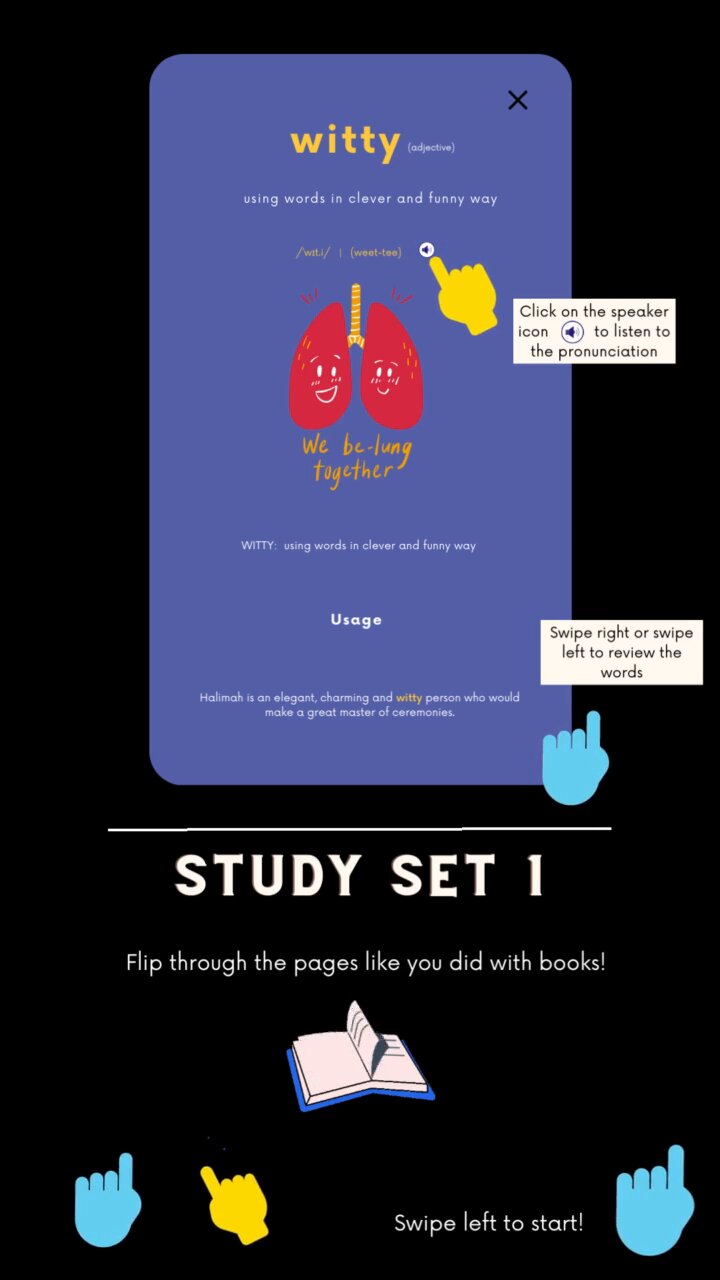 witty (adjective)
using words in clever and funny way
/ˈwɪt.i/ | (weet-tee)
Click on the speaker
icon to listen to
the pronunciation
We be-lung
together
WITTY: using words in clever and funny way
Usage
Swipe right or swipe
left to review the
words
Halimah is an elegant, charming and witty person who would
make a great master of ceremonies.
STUDY SET 1
Flip through the pages like you did with books!
Swipe left to start!